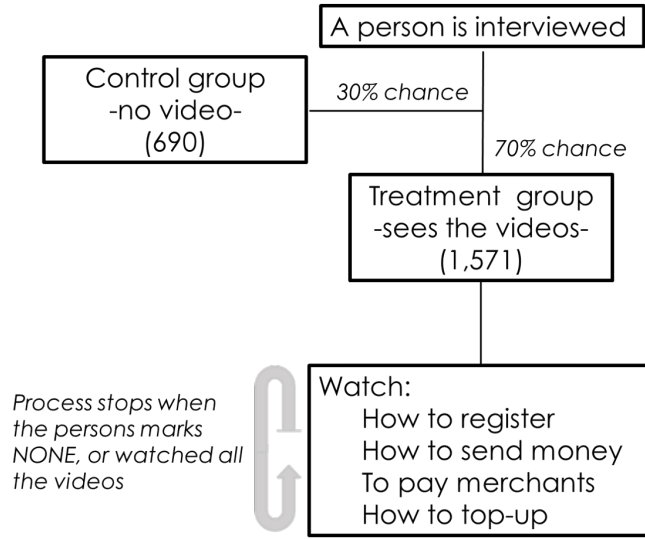 A person is interviewed
Control group
-no video-
(690)
30% chance
70% chance
Treatment group
-sees the videos-
(1,571)
Process stops when
the persons marks
NONE, or watched all
the videos
Watch:
How to register
How to send money
To pay merchants
How to top-up